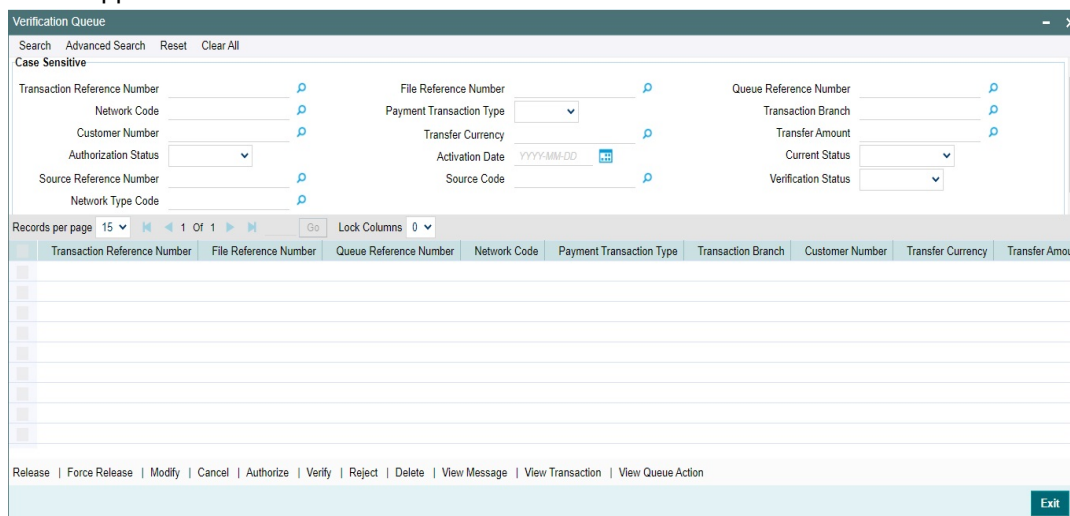 Verification Queue
Search Advanced Search Reset Clear All
Case Sensitive
Transaction Reference Number File Reference Number Queue Reference Number
Network Code Payment Transaction Type Transaction Branch
Customer Number Transfer Currency Transfer Amount
Authorization Status Activation Date YYYY-MM-DD Current Status
Source Reference Number Source Code Verification Status
Network Type Code
Records per page 15 1 Of 1 Go Lock Columns 0
Transaction Reference Number File Reference Number Queue Reference Number Network Code Payment Transaction Type Transaction Branch Customer Number Transfer Currency Transfer Amou
Release | Force Release | Modify | Cancel | Authorize | Verify | Reject | Delete | View Message | View Transaction | View Queue Action
Exit